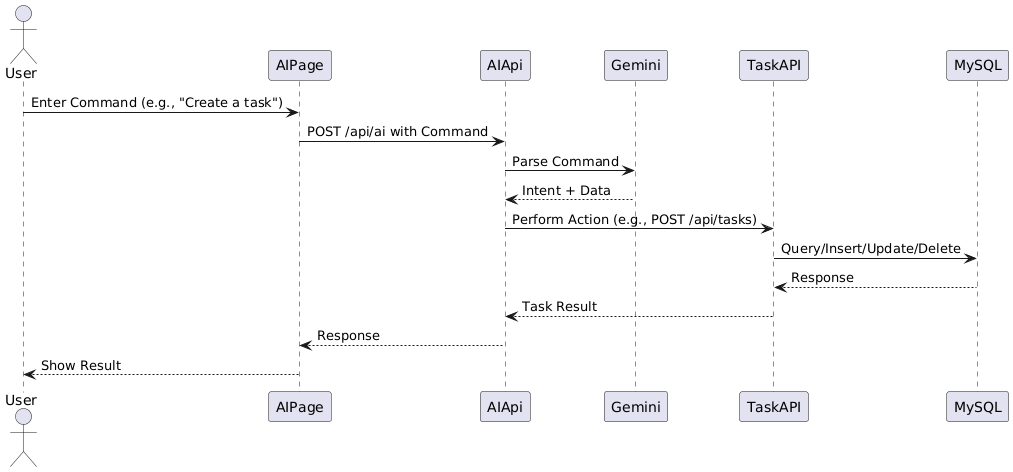 User
AIPage
AIApi
Gemini
TaskAPI
MySQL
Enter Command (e.g., "Create a task")
POST /api/ai with Command
Parse Command
Intent + Data
Perform Action (e.g., POST /api/tasks)
Query/Insert/Update/Delete
Response
Task Result
Response
Show Result
User
AIPage
AIApi
Gemini
TaskAPI
MySQL